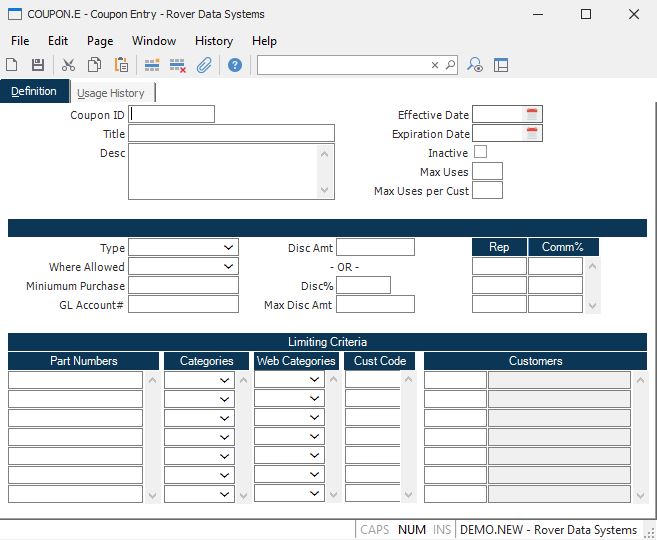 COUPON.E - Coupon Entry - Rover Data Systems
File Edit Page Window History Help
Definition Usage History
Coupon ID Effective Date
Title Expiration Date
Desc Inactive
Max Uses
Max Uses per Cust
Type Disc Amt Rep Comm%
Where Allowed - OR -
Miniumum Purchase Disc%
GL Account# Max Disc Amt
Limiting Criteria
Part Numbers Categories Web Categories Cust Code Customers
CAPS NUM INS DEMO.NEW - Rover Data Systems